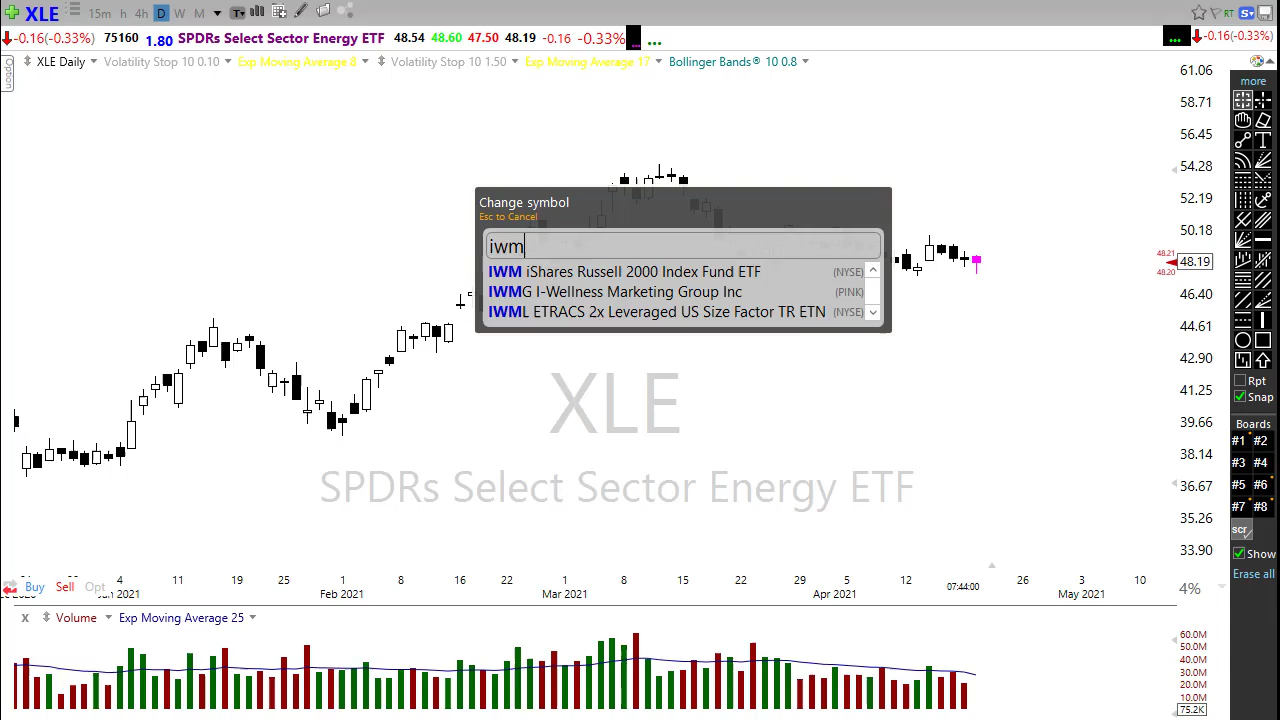 XLE 15m h 4h D W M T RT S
-0.16(-0.33%) 75160 1.80 SPDRs Select Sector Energy ETF 48.54 48.60 47.50 48.19 -0.16 -0.33% ... ... ... -0.16(-0.33%)
Option
XLE Daily Volatility Stop 10 0.10 Exp Moving Average 8 Volatility Stop 10 1.50 Exp Moving Average 17 Bollinger Bands® 10 0.8
61.06
58.71
56.45
54.28
52.19
50.18
48.21
48.19
48.20
46.40
44.61
42.90
41.25
39.66
38.14
36.67
35.26
33.90
Change symbol
Esc to Cancel
iwm
IWM iShares Russell 2000 Index Fund ETF (NYSE)
IWMG I-Wellness Marketing Group Inc (PINK)
IWML ETRACS 2x Leveraged US Size Factor TR ETN (NYSE)
XLE
SPDRs Select Sector Energy ETF
more
T
Rpt
Snap
Boards
#1 #2
#3 #4
#5 #6
#7 #8
scr
Show
Erase all
Buy Sell Opt
4 11 19 25 1 8 16 22 1 8 15 22 29 5 12 07:44:00 26 3 10
2021 Feb 2021 Mar 2021 Apr 2021 May 2021
4%
x Volume Exp Moving Average 25
60.0M
50.0M
40.0M
30.0M
20.0M
10.0M
75.2K